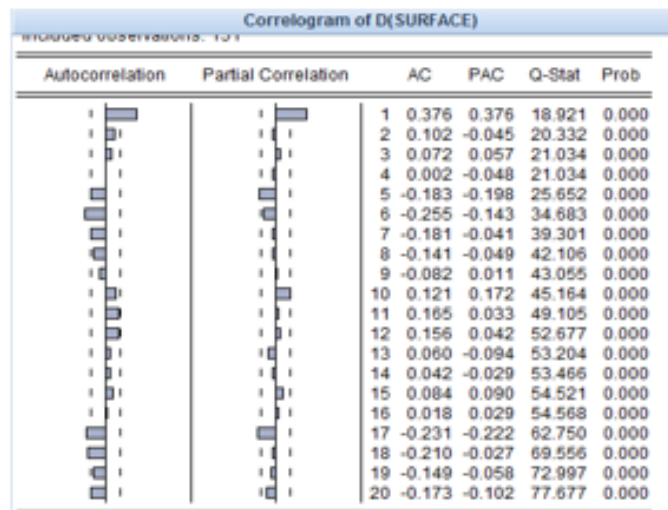 Correlogram of D(SURFACE)
Included observations: 131
Autocorrelation Partial Correlation AC PAC Q-Stat Prob
1 0.376 0.376 18.921 0.000
2 0.102 -0.045 20.332 0.000
3 0.072 0.057 21.034 0.000
4 0.002 -0.048 21.034 0.000
5 -0.183 -0.198 25.652 0.000
6 -0.255 -0.143 34.683 0.000
7 -0.181 -0.041 39.301 0.000
8 -0.141 -0.049 42.106 0.000
9 -0.082 0.011 43.055 0.000
10 0.121 0.172 45.164 0.000
11 0.165 0.033 49.105 0.000
12 0.156 0.042 52.677 0.000
13 0.060 -0.094 53.204 0.000
14 0.042 -0.029 53.466 0.000
15 0.084 0.090 54.521 0.000
16 0.018 0.029 54.568 0.000
17 -0.231 -0.222 62.750 0.000
18 -0.210 -0.027 69.556 0.000
19 -0.149 -0.058 72.997 0.000
20 -0.173 -0.102 77.677 0.000